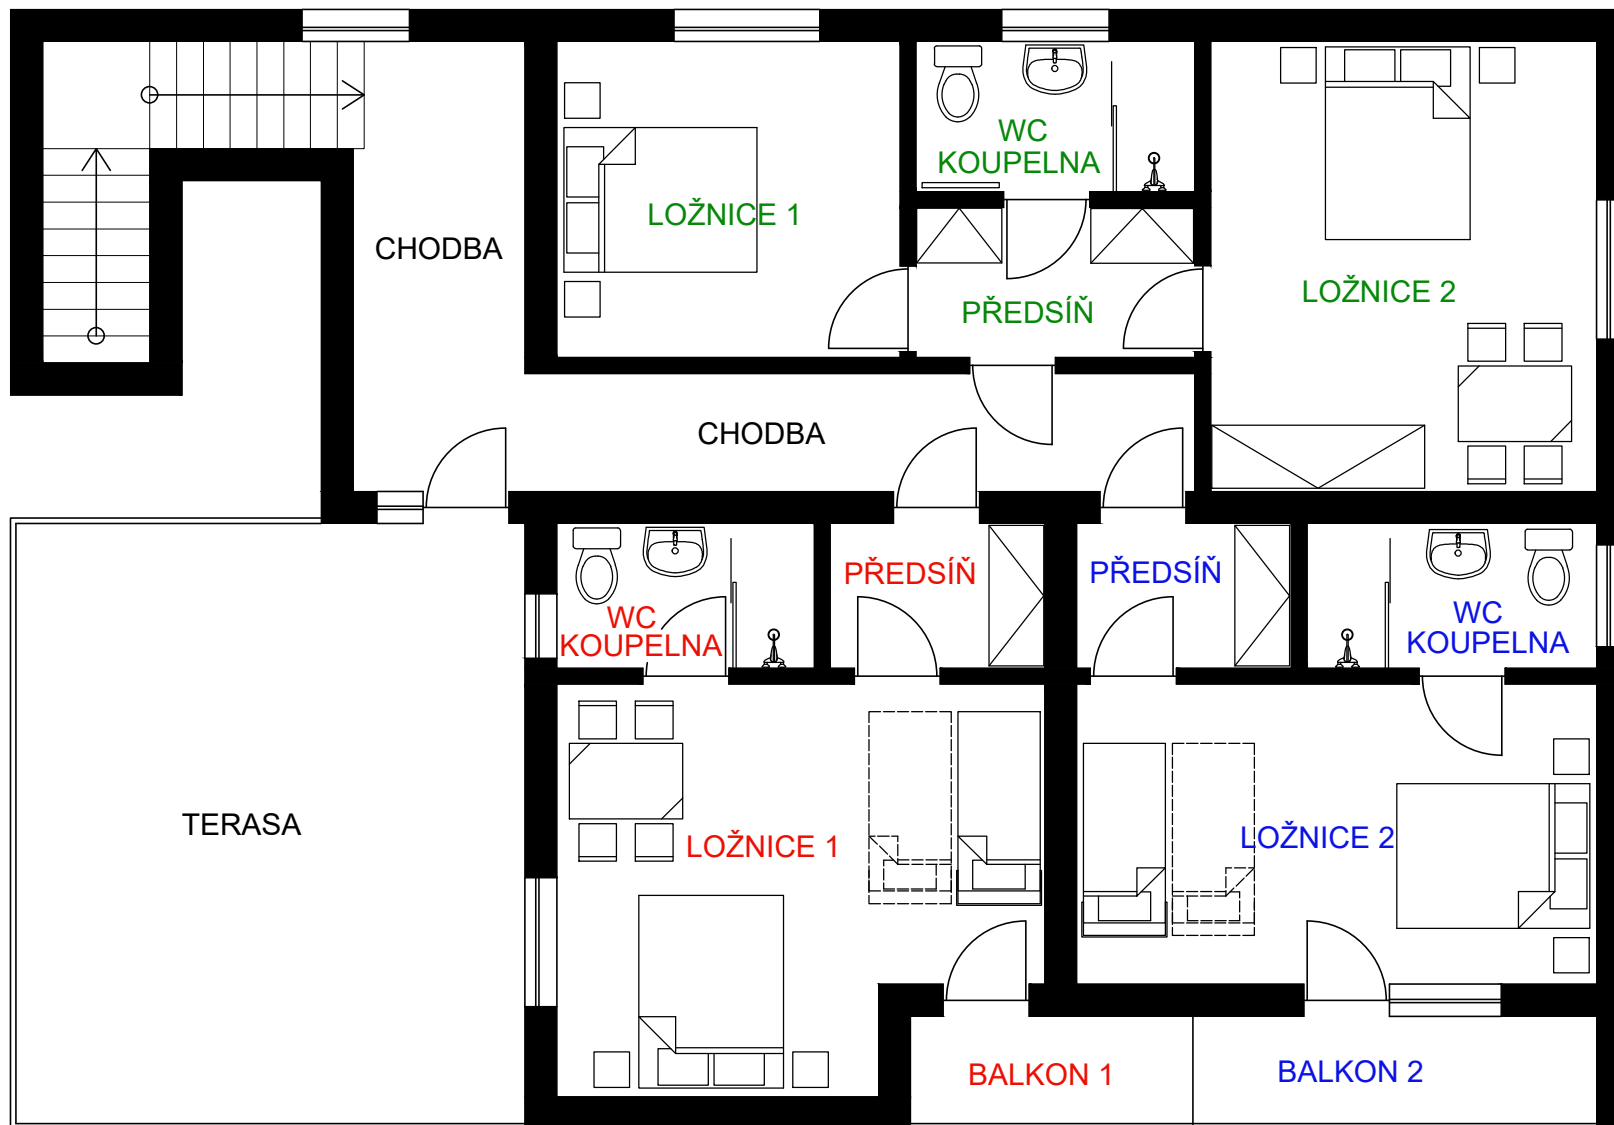 WC
KOUPELNA
LOŽNICE 1
CHODBA
LOŽNICE 2
PŘEDSÍŇ
CHODBA
PŘEDSÍŇ
PŘEDSÍŇ
WC
KOUPELNA
WC
KOUPELNA
TERASA
LOŽNICE 1
LOŽNICE 2
BALKON 1
BALKON 2